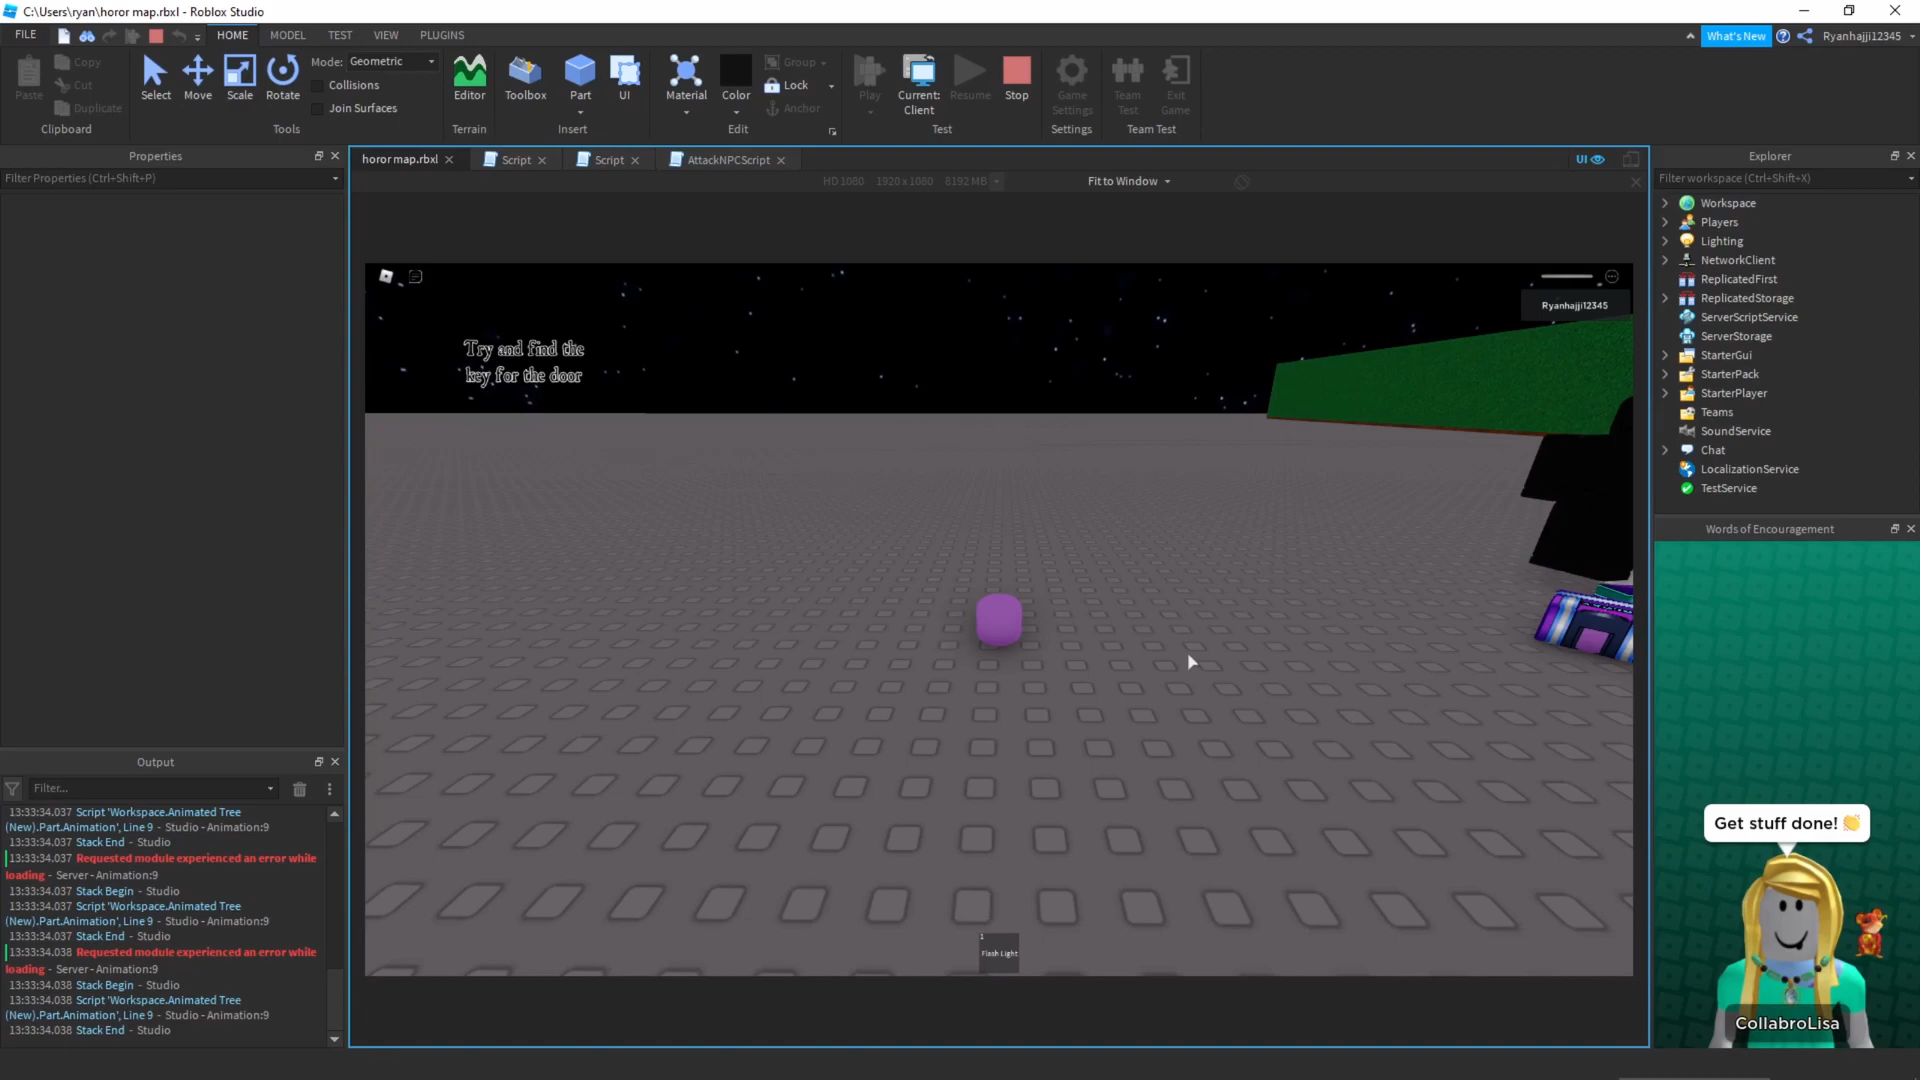 C:\Users\ryan\horor map.rbxl - Roblox Studio
FILE
HOME
MODEL
TEST
VIEW
PLUGINS
What's New
Ryanhajji12345
Paste
Copy
Cut
Duplicate
Clipboard
Select
Move
Scale
Rotate
Mode: Geometric
Collisions
Join Surfaces
Tools
Editor
Terrain
Toolbox
Part
UI
Insert
Material
Color
Group
Lock
Anchor
Edit
Play
Current:
Client
Resume
Stop
Test
Game
Settings
Settings
Team
Test
Exit
Game
Team Test
Properties
Filter Properties (Ctrl+Shift+P)
horor map.rbxl
Script
Script
AttackNPCScript
UI
HD 1080 1920 x 1080 8192 MB
Fit to Window
Ryanhajji12345
Try and find the
key for the door
1
Flash Light
Explorer
Filter workspace (Ctrl+Shift+X)
Workspace
Players
Lighting
NetworkClient
ReplicatedFirst
ReplicatedStorage
ServerScriptService
ServerStorage
StarterGui
StarterPack
StarterPlayer
Teams
SoundService
Chat
LocalizationService
TestService
Words of Encouragement
Get stuff done! 👏
CollabroLisa
Output
Filter...
13:33:34.037 Script 'Workspace.Animated Tree
(New).Part.Animation', Line 9 - Studio - Animation:9
13:33:34.037 Stack End - Studio
13:33:34.037 Requested module experienced an error while
loading - Server - Animation:9
13:33:34.037 Stack Begin - Studio
13:33:34.037 Script 'Workspace.Animated Tree
(New).Part.Animation', Line 9 - Studio - Animation:9
13:33:34.037 Stack End - Studio
13:33:34.038 Requested module experienced an error while
loading - Server - Animation:9
13:33:34.038 Stack Begin - Studio
13:33:34.038 Script 'Workspace.Animated Tree
(New).Part.Animation', Line 9 - Studio - Animation:9
13:33:34.038 Stack End - Studio